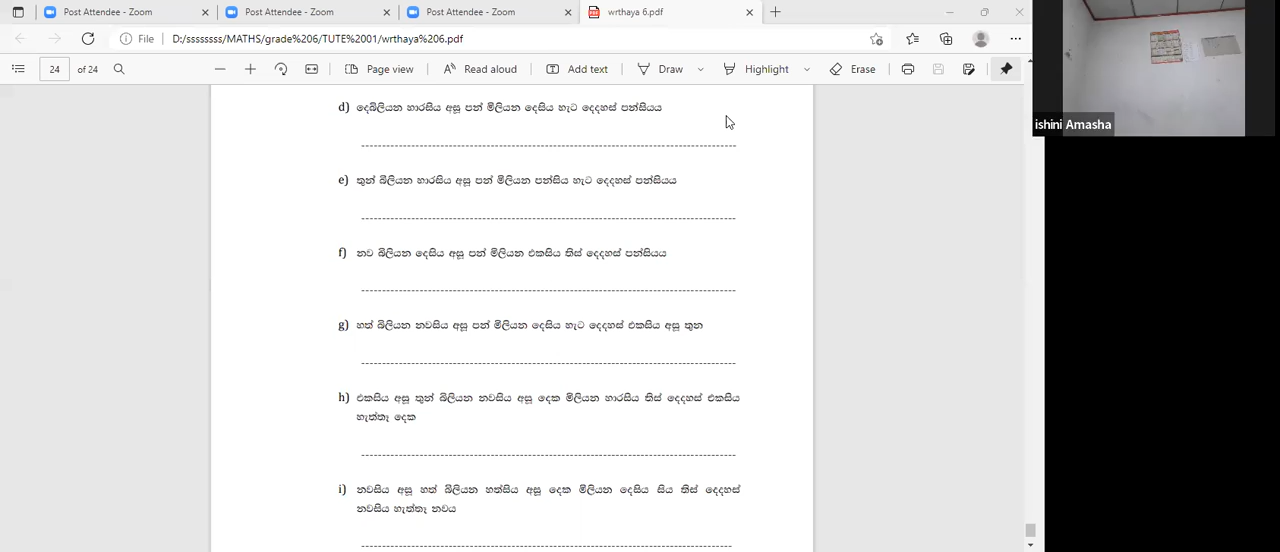 Post Attendee - Zoom
Post Attendee - Zoom
Post Attendee - Zoom
wrthaya 6.pdf
File
D:/ssssssss/MATHS/grade%206/TUTE%2001/wrthaya%206.pdf
24 of 24
Page view
Read aloud
Add text
Draw
Highlight
Erase
ishini Amasha
d) දෙබිලියන හාරසිය අසූ පන් මිලියන දෙසිය හැට දෙදහස් පන්සියය
e) තුන් බිලියන හාරසිය අසූ පන් මිලියන පන්සිය හැට දෙදහස් පන්සියය
f) නව බිලියන දෙසිය අසූ පන් මිලියන එකසිය තිස් දෙදහස් පන්සියය
g) හත් බිලියන නවසිය අසූ පන් මිලියන දෙසිය හැට දෙදහස් එකසිය අසූ තුන
h) එකසිය අසූ තුන් බිලියන නවසිය අසූ දෙක මිලියන හාරසිය තිස් දෙදහස් එකසිය
හැත්තෑ දෙක
i) නවසිය අසූ හත් බිලියන හත්සිය අසූ දෙක මිලියන දෙසිය සිය තිස් දෙදහස්
නවසිය හැත්තෑ නවය